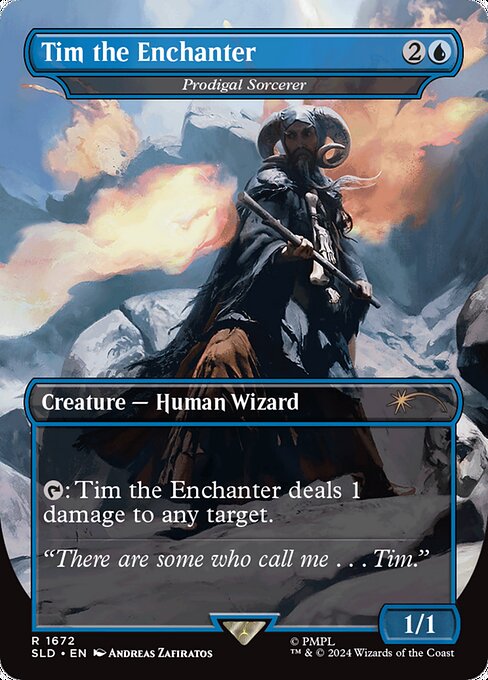 Tim the Enchanter 2
Prodigal Sorcerer
Creature — Human Wizard
: Tim the Enchanter deals 1
damage to any target.
“There are some who call me . . . Tim.”
1/1
R 1672
SLD • EN Andreas Zafiratos
© PMPL
™ & © 2024 Wizards of the Coast